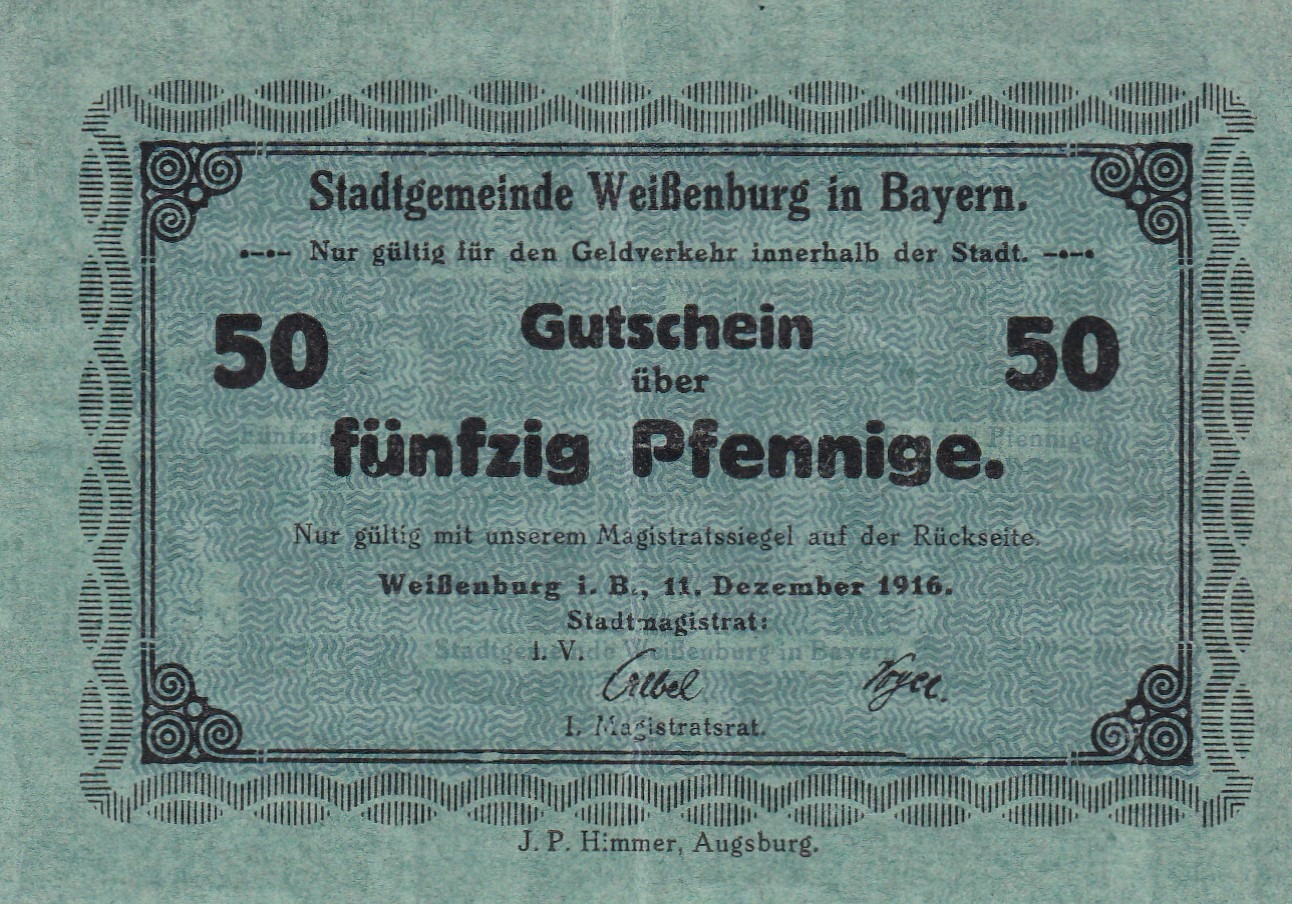 Stadtgemeinde Weißenburg in Bayern.
Nur gültig für den Geldverkehr innerhalb der Stadt.
50 Gutschein 50
über
fünfzig Pfennige.
Nur gültig mit unserem Magistratssiegel auf der Rückseite.
Weißenburg i. B., 11. Dezember 1916.
Stadtmagistrat:
i. V.
I. Magistratsrat.
J. P. Himmer, Augsburg.